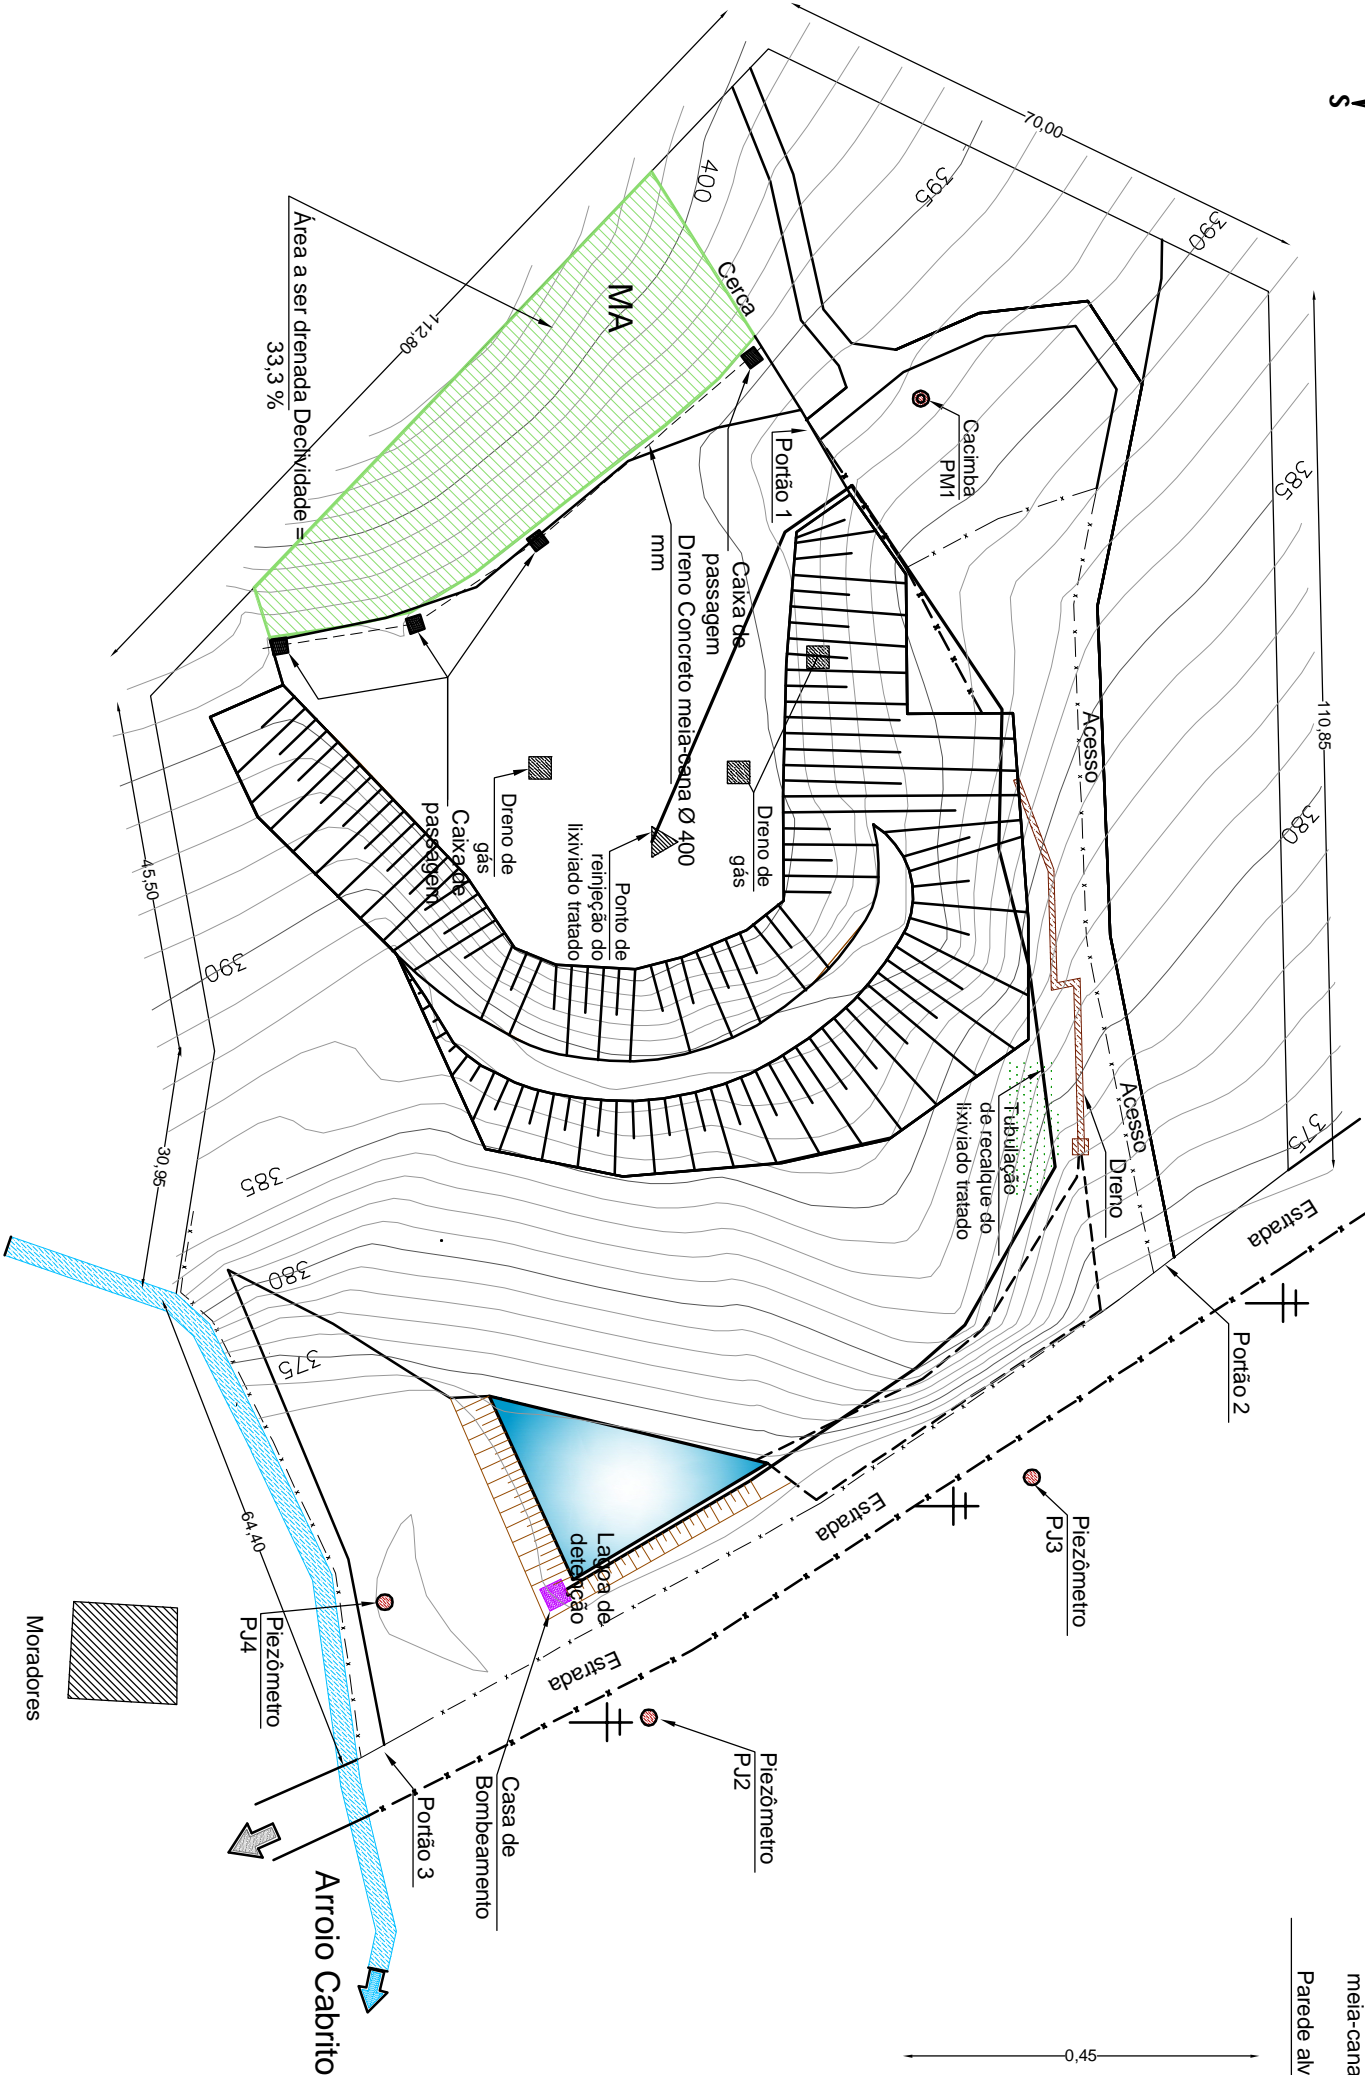 S
70,00
400
395
390
385
110,85
380
375
Cerca
MA
112,80
Área a ser drenada Declividade =
33,3 %
Cacimba
PM1
Portão 1
Caixa de
passagem
Dreno Concreto meia-cana Ø 400
mm
Acesso
Acesso
Dreno de
gás
Dreno de
gás
Caixa de
passagem
Ponto de
reinjeção do
lixiviado tratado
Tubulação
de recalque do
lixiviado tratado
Dreno
45,50
390
30,95
385
380
375
Estrada
Portão 2
Piezômetro
PJ3
Estrada
Lagoa de
detenção
Estrada
64,40
Piezômetro
PJ4
Moradores
Piezômetro
PJ2
Casa de
Bombeamento
Portão 3
Arroio Cabrito
meia-cana
Parede alv
0,45